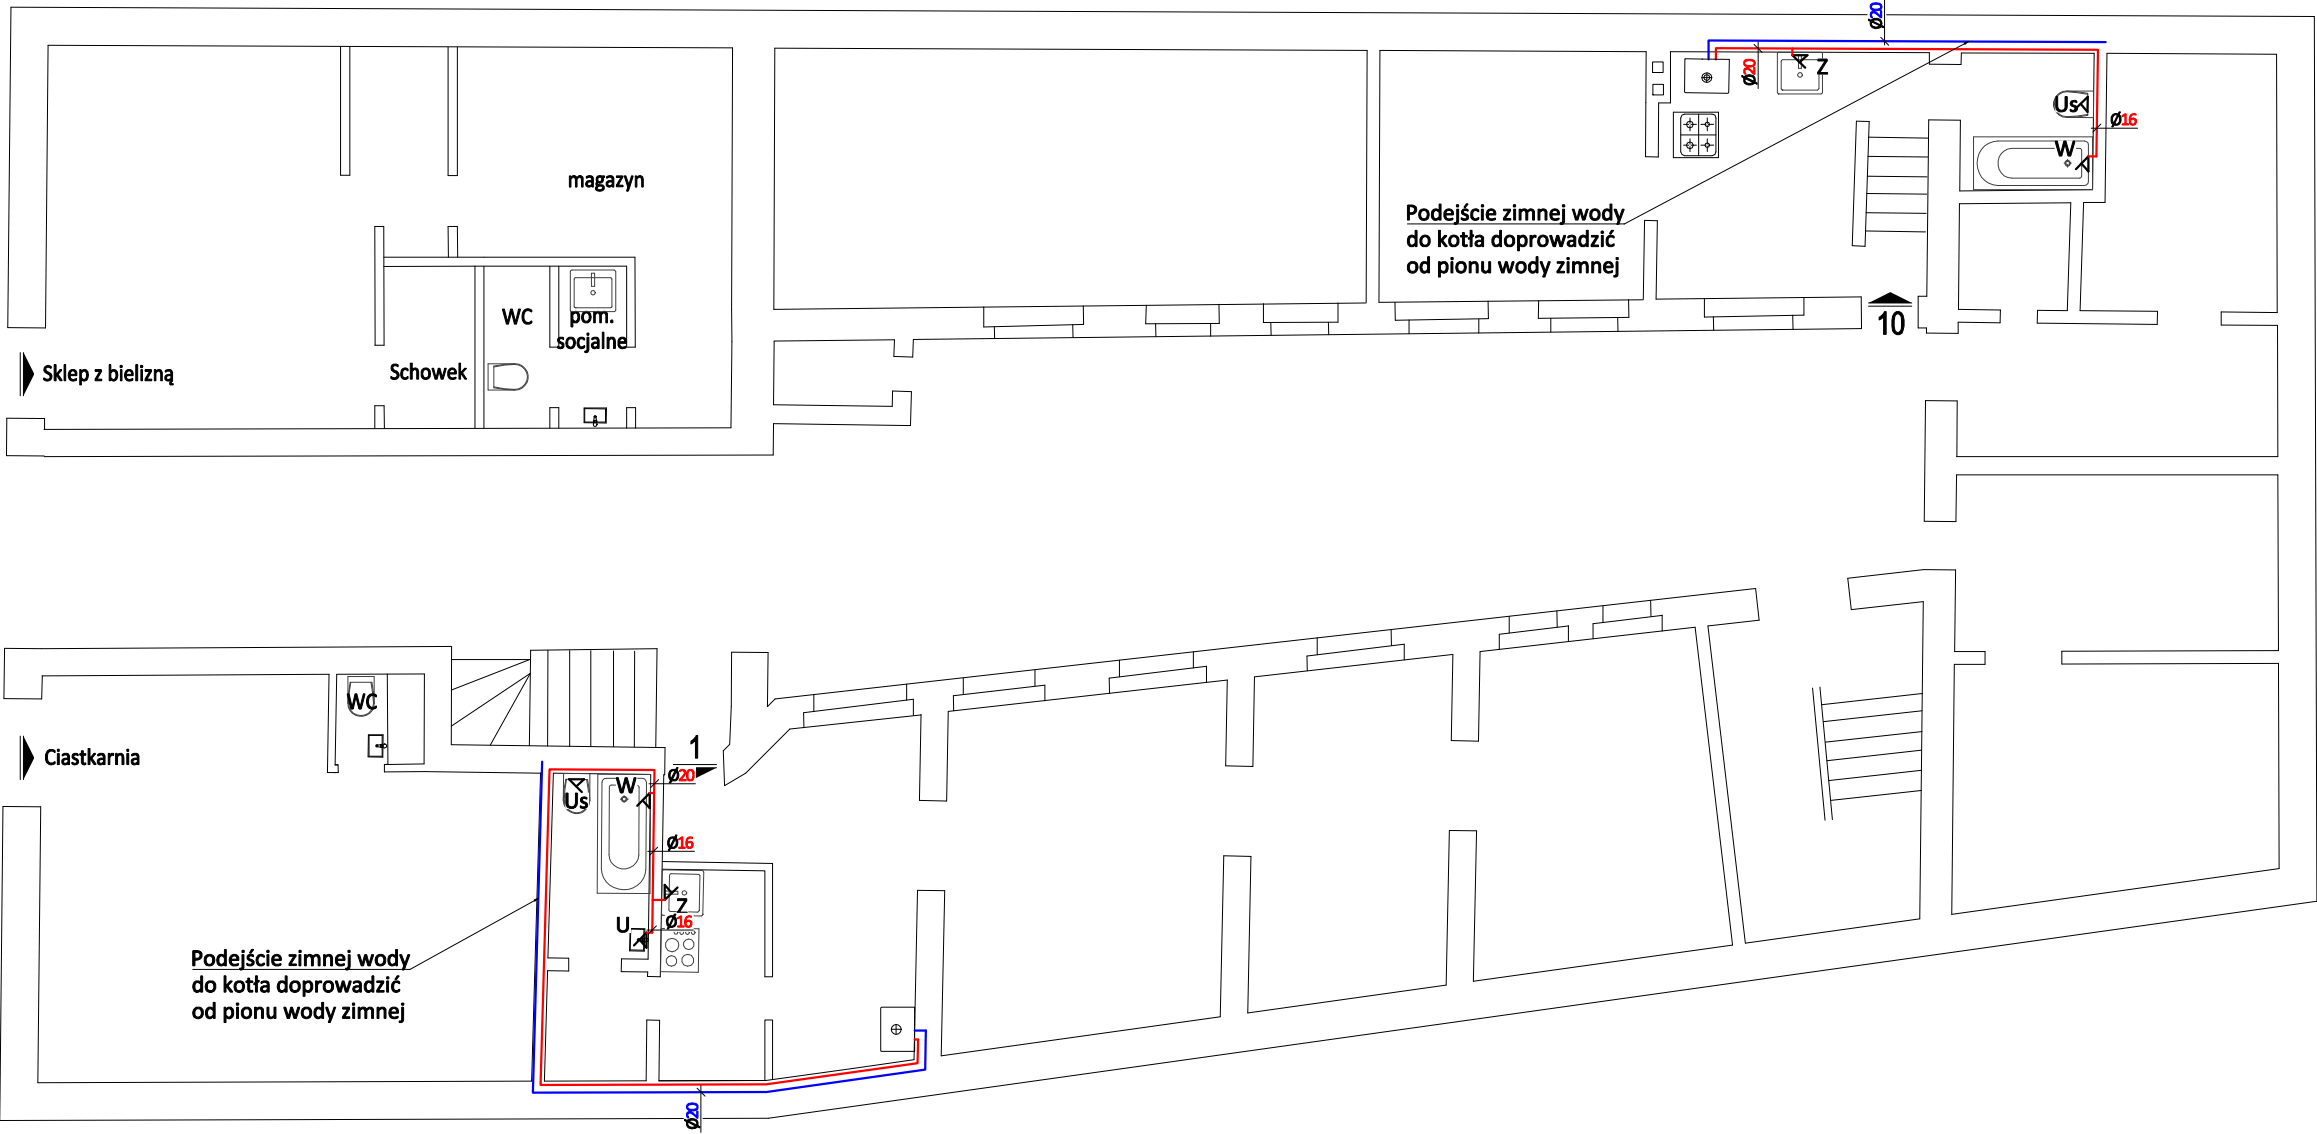 Ø20
Ø20
Z
Us
Ø16
W
magazyn
Podejście zimnej wody
do kotła doprowadzić
od pionu wody zimnej
WC
pom.
socjalne
10
Sklep z bielizną
Schowek
WC
1
Ciastkarnia
Ø20
W
Us
Ø16
Z
U
Ø16
Podejście zimnej wody
do kotła doprowadzić
od pionu wody zimnej
Ø20